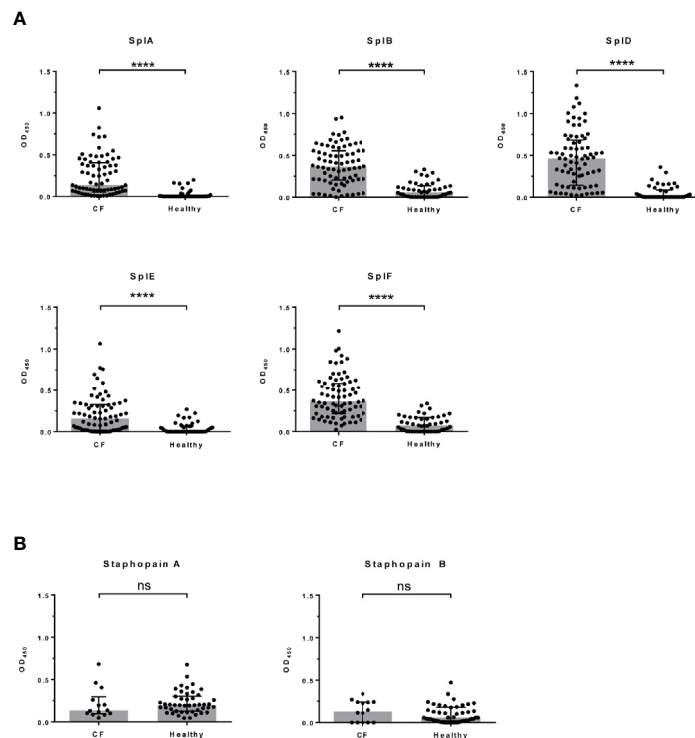 A
SplA
****
1.5
1.0
0.5
0.0
OD450
CF Healthy
SplB
****
1.5
1.0
0.5
0.0
OD450
CF Healthy
SplD
****
1.5
1.0
0.5
0.0
OD450
CF Healthy
SplE
****
1.5
1.0
0.5
0.0
OD450
CF Healthy
SplF
****
1.5
1.0
0.5
0.0
OD450
CF Healthy
B
Staphopain A
ns
1.5
1.0
0.5
0.0
OD450
CF Healthy
Staphopain B
ns
1.5
1.0
0.5
0.0
OD450
CF Healthy